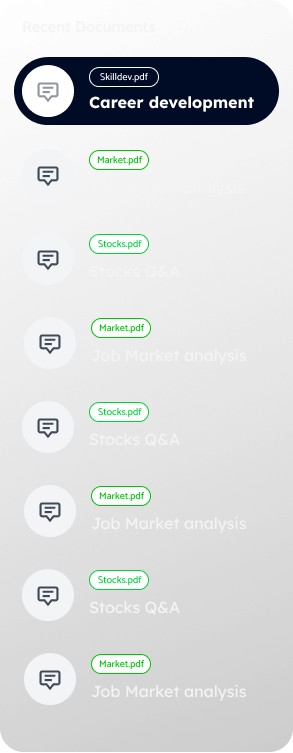 Recent Documents
Skilldev.pdf
Career development
Market.pdf
analysis
Stocks.pdf
Stocks Q&A
Market.pdf
Job Market analysis
Stocks.pdf
Stocks Q&A
Market.pdf
Job Market analysis
Stocks.pdf
Stocks Q&A
Market.pdf
Job Market analysis